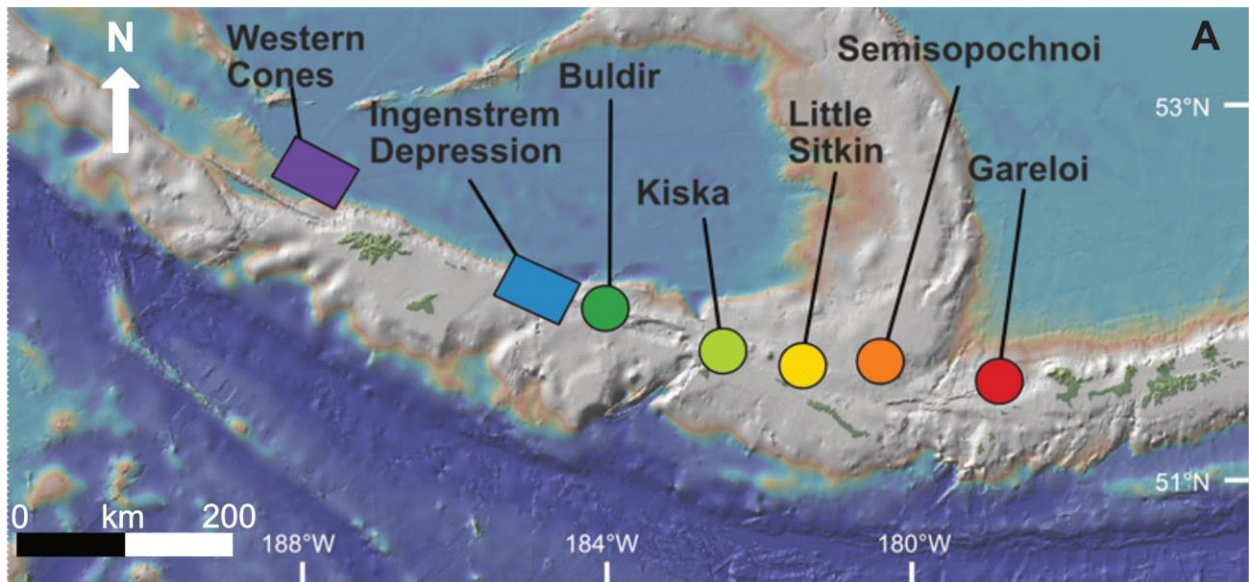 N
A
Western
Cones
Ingenstrem
Depression
Buldir
Kiska
Little
Sitkin
Semisopochnoi
Gareloi
53°N
51°N
0 km 200
188°W
184°W
180°W